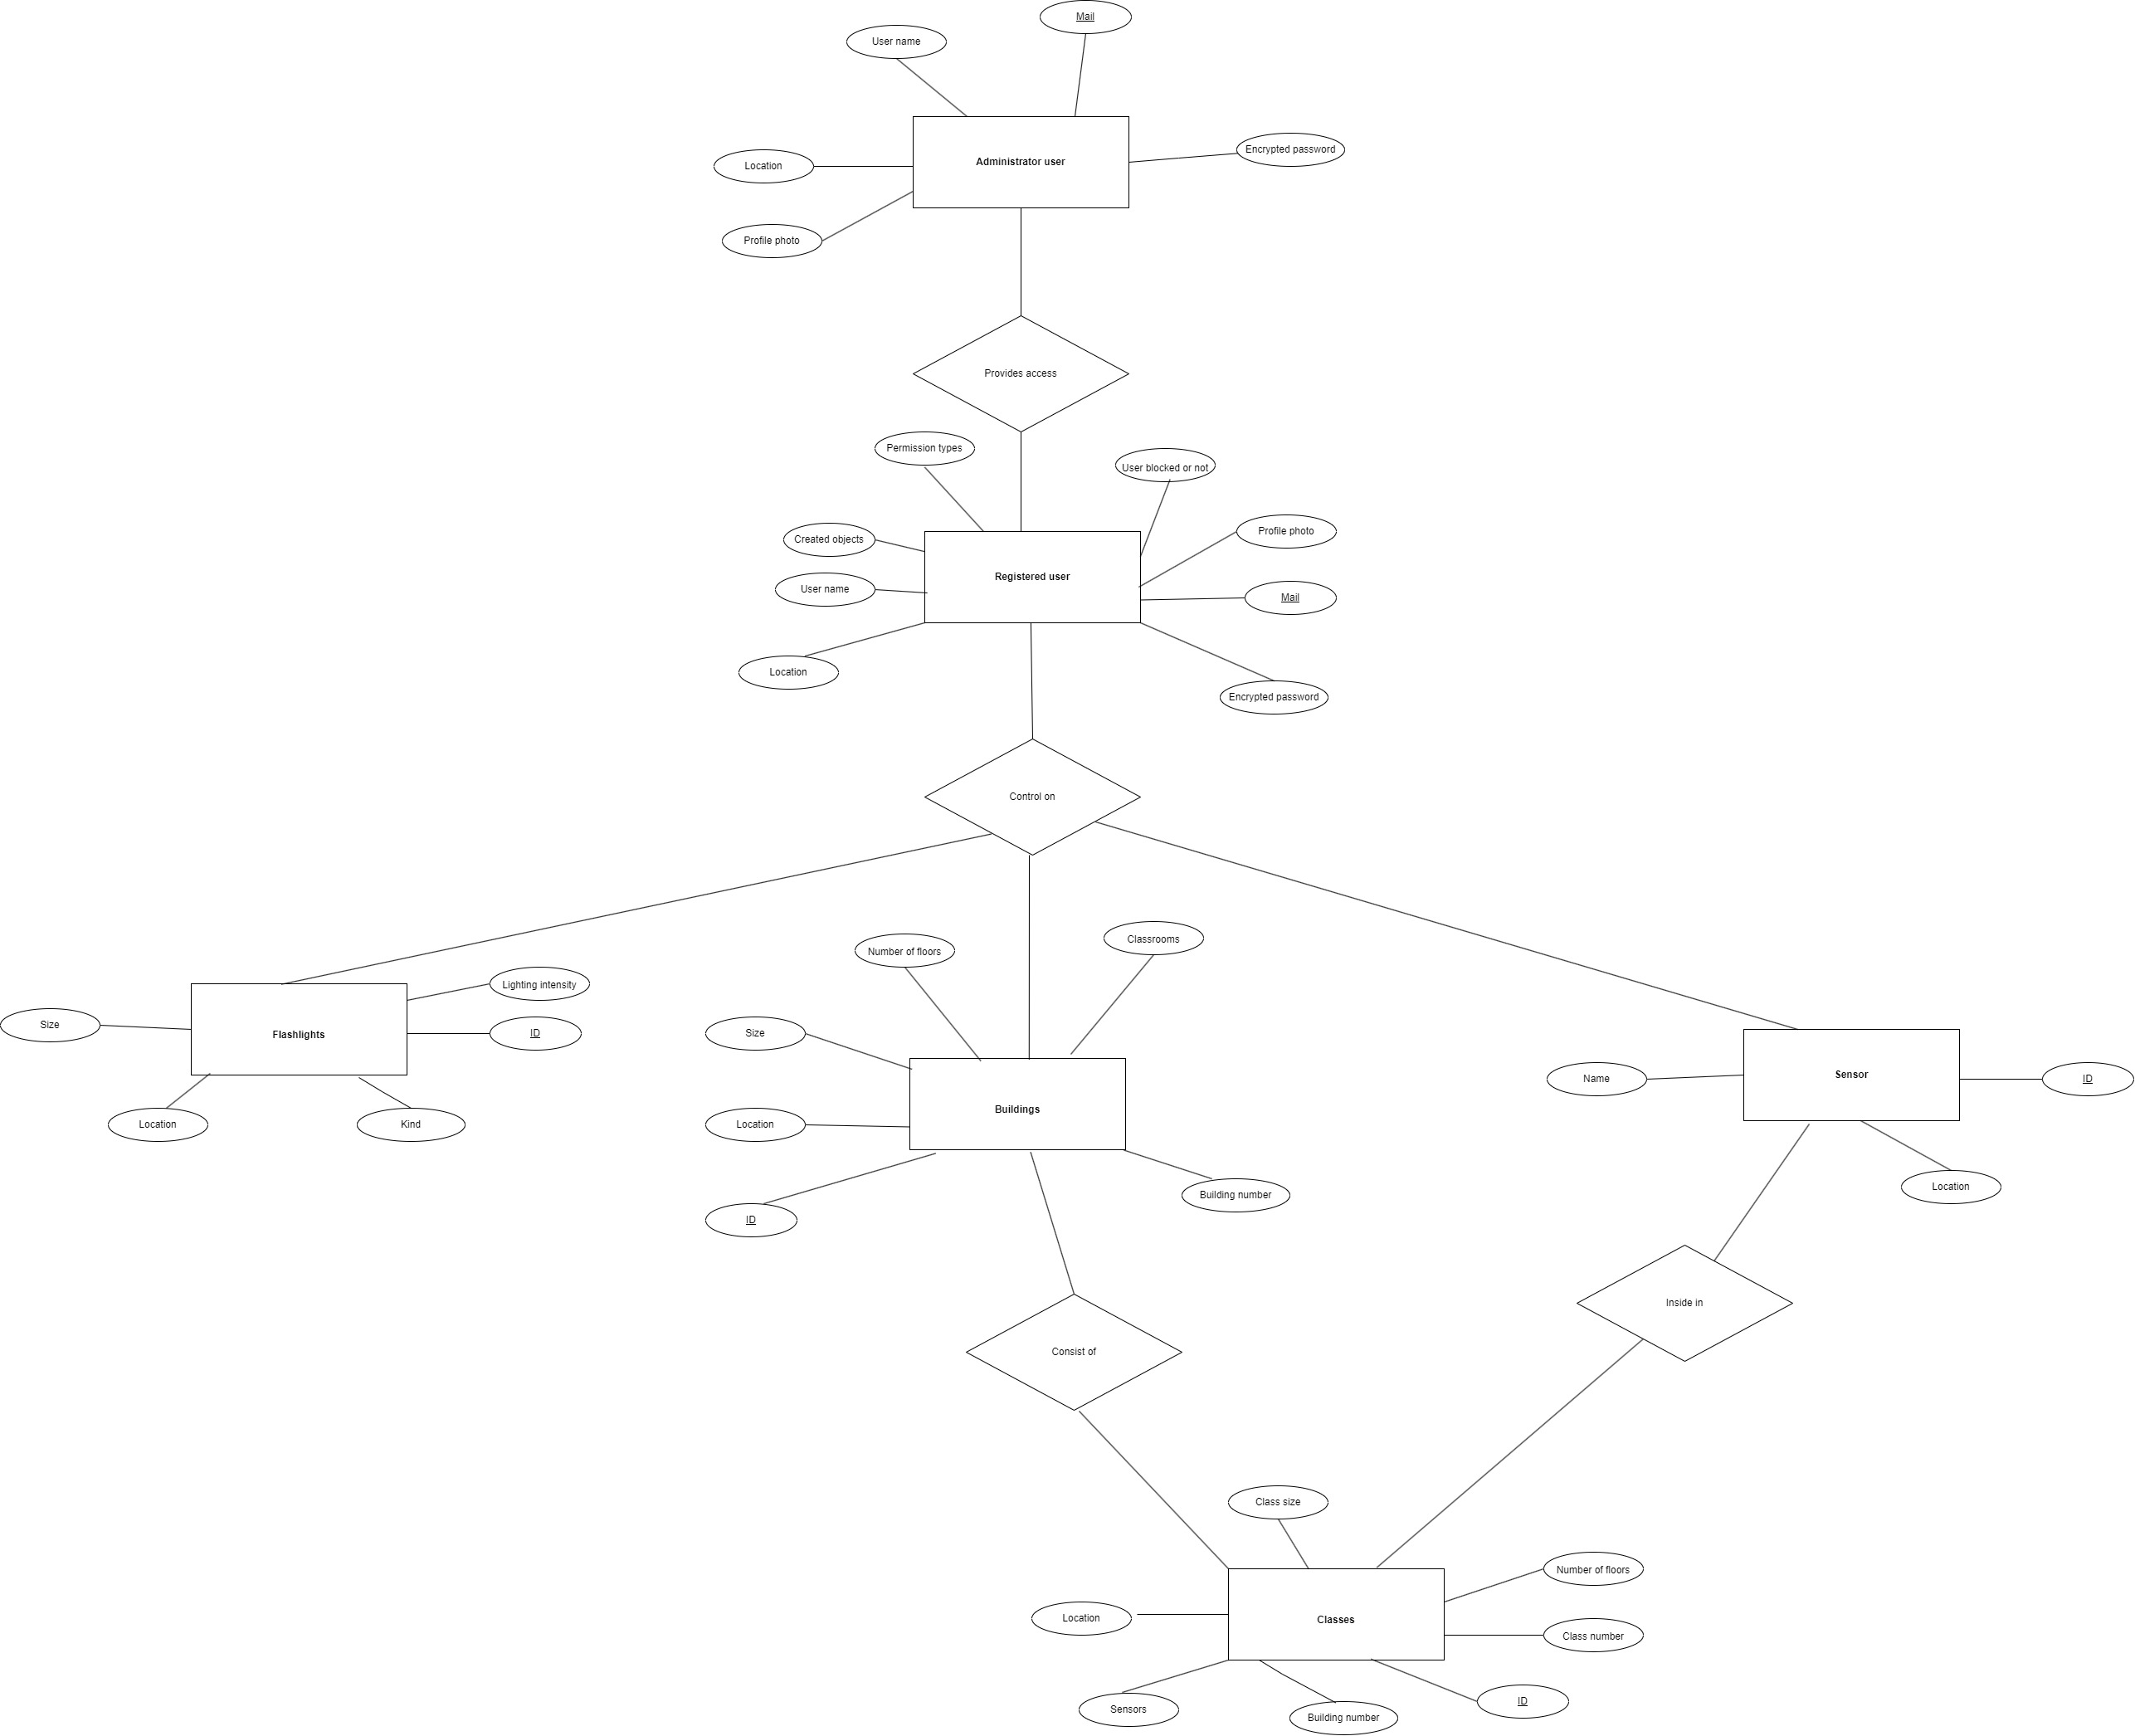 Mail
User name
Encrypted password
Administrator user
Location
Profile photo
Provides access
Permission types
User blocked or not
Profile photo
Created objects
Registered user
User name
Mail
Location
Encrypted password
Control on
Classrooms
Number of floors
Lighting intensity
Size
Flashlights
ID
Size
Sensor
Name
ID
Buildings
Location
Kind
Location
Location
Building number
ID
Inside in
Consist of
Class size
Number of floors
Location
Classes
Class number
ID
Sensors
Building number